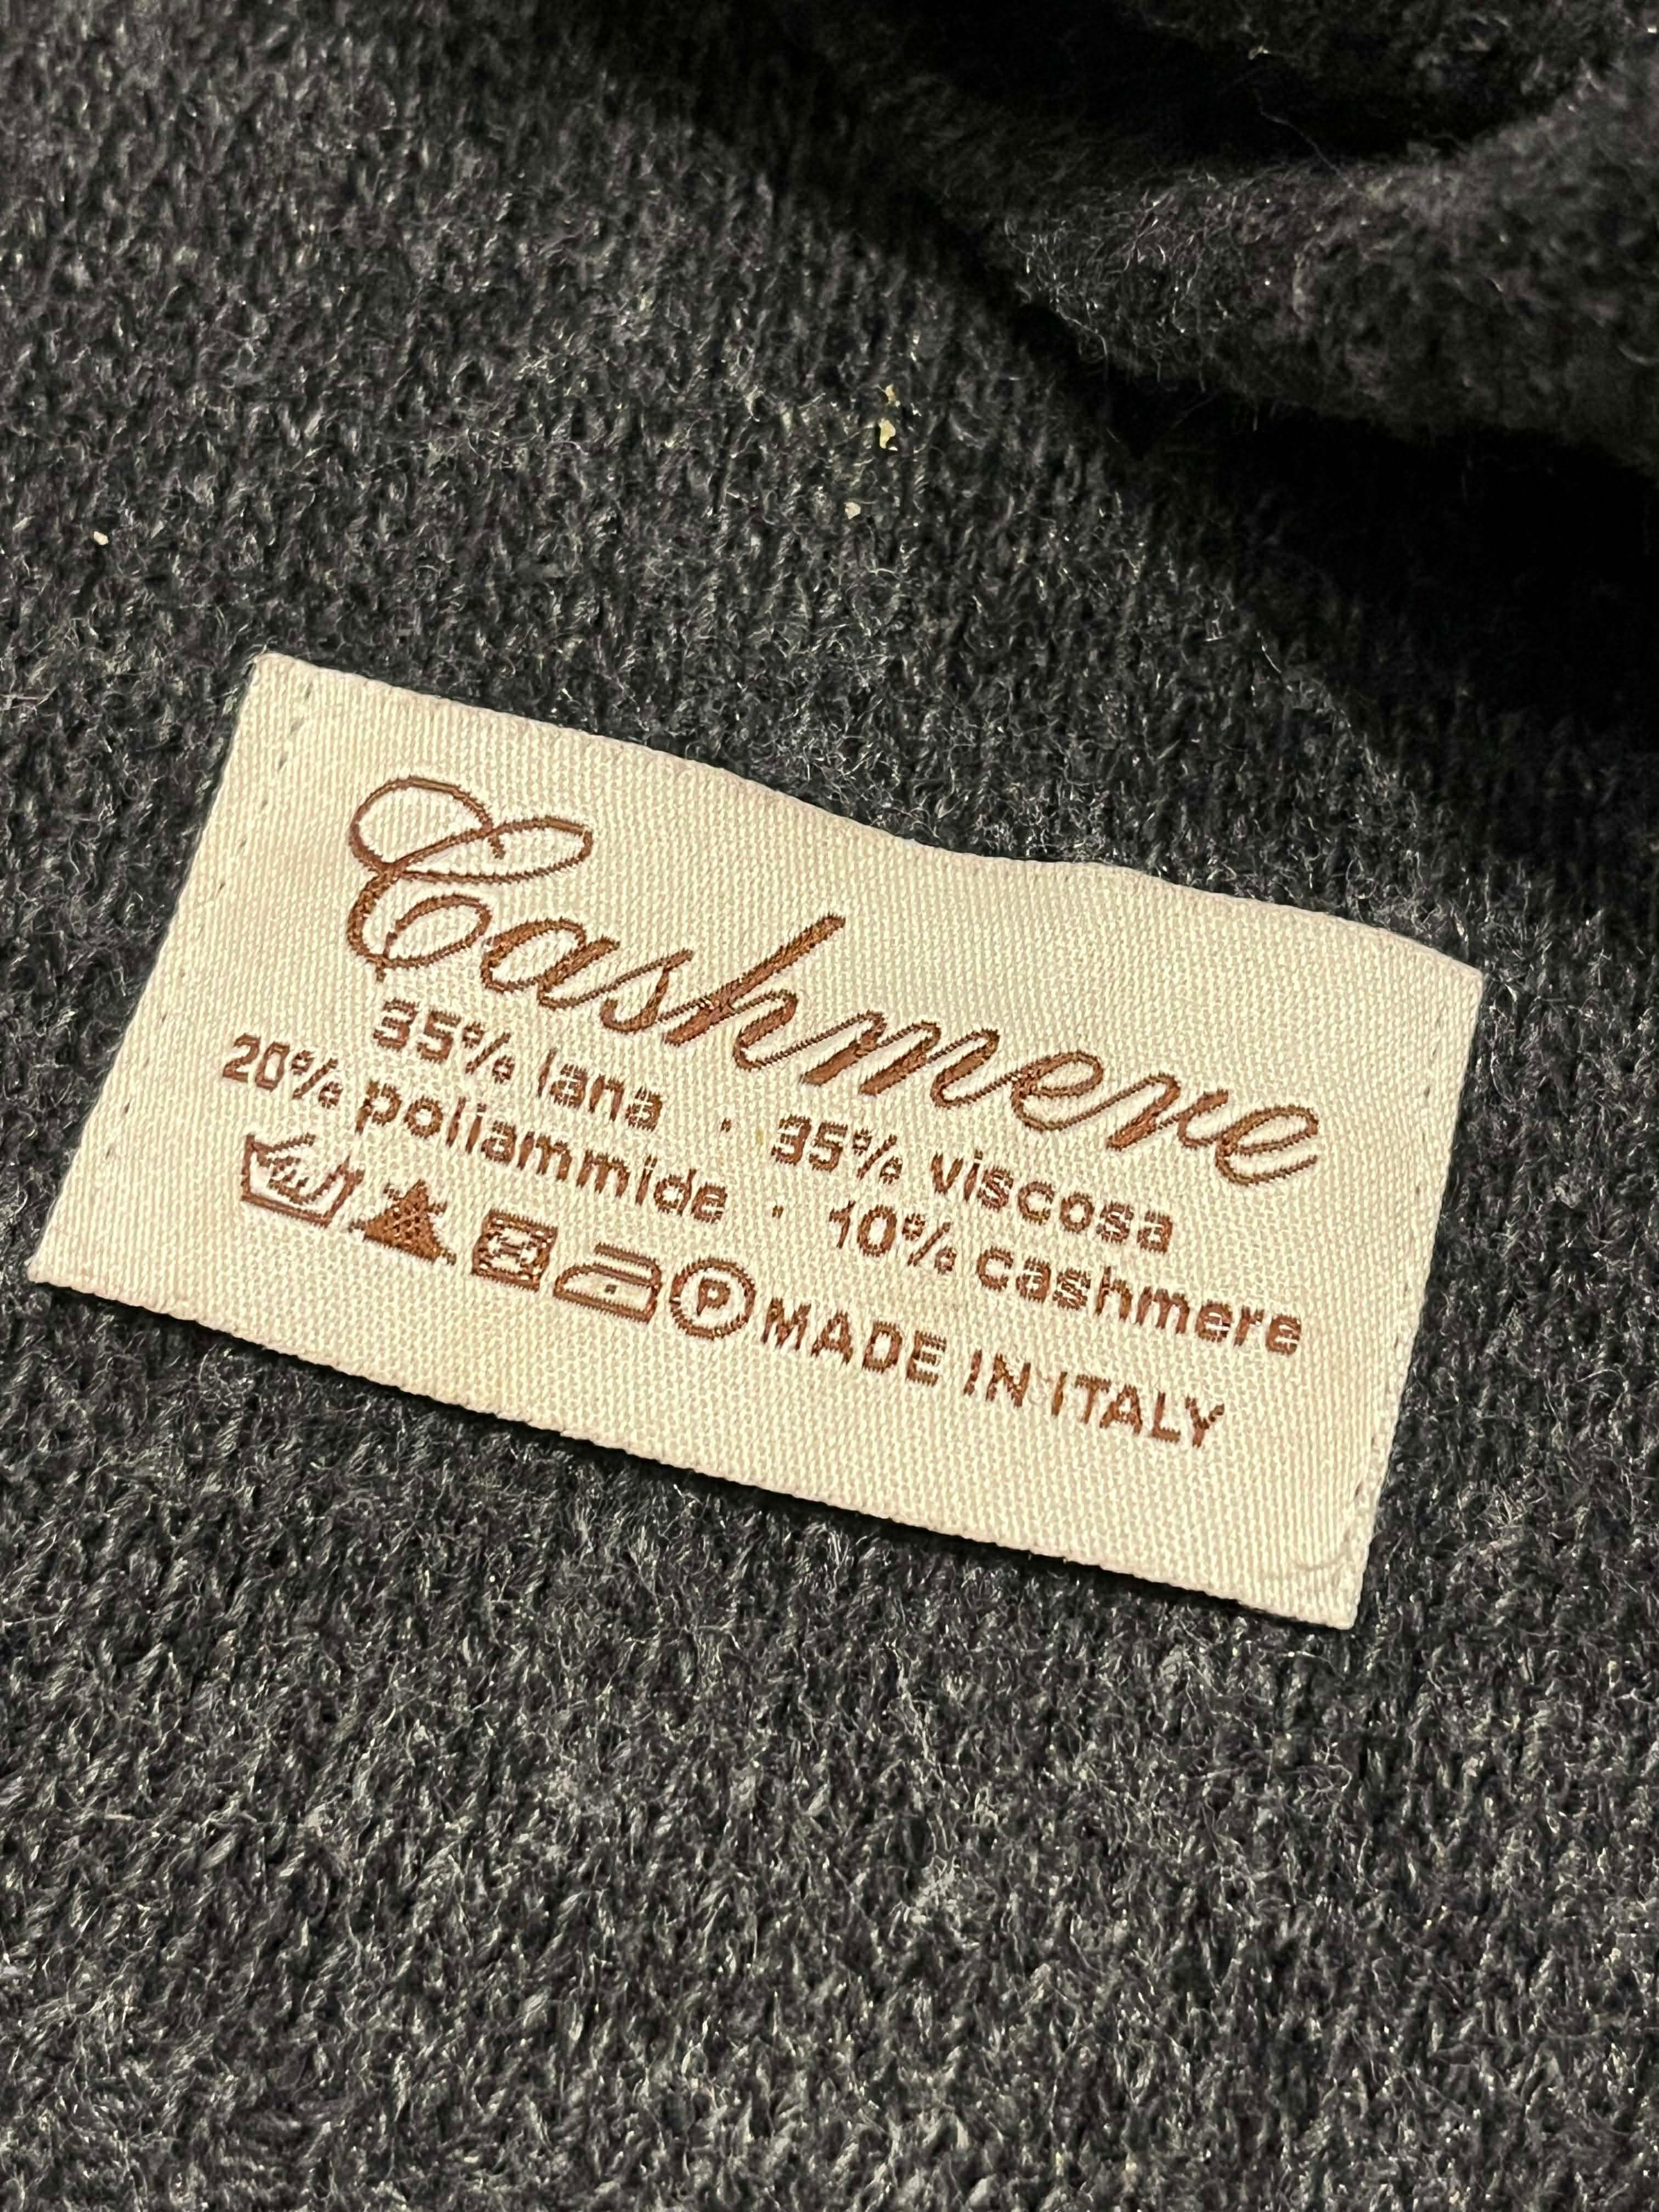 Cashmere
35% lana · 35% viscosa
20% poliammide · 10% cashmere
P MADE IN ITALY